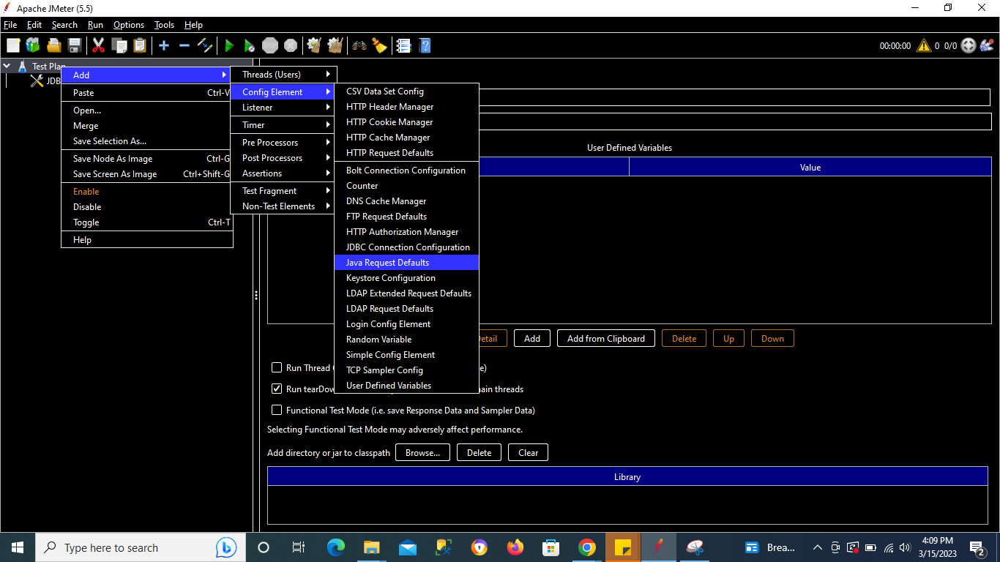 Apache JMeter (5.5)
File Edit Search Run Options Tools Help
00:00:00 0 0/0
Test Plan
JDB
Add
Paste Ctrl-V
Open...
Merge
Save Selection As...
Save Node As Image Ctrl-G
Save Screen As Image Ctrl+Shift-G
Enable
Disable
Toggle Ctrl-T
Help
Threads (Users)
Config Element
Listener
Timer
Pre Processors
Post Processors
Assertions
Test Fragment
Non-Test Elements
CSV Data Set Config
HTTP Header Manager
HTTP Cookie Manager
HTTP Cache Manager
HTTP Request Defaults
Bolt Connection Configuration
Counter
DNS Cache Manager
FTP Request Defaults
HTTP Authorization Manager
JDBC Connection Configuration
Java Request Defaults
Keystore Configuration
LDAP Extended Request Defaults
LDAP Request Defaults
Login Config Element
Random Variable
Simple Config Element
TCP Sampler Config
User Defined Variables
User Defined Variables
Value
etail Add Add from Clipboard Delete Up Down
Run Thread e)
Run tearDow ain threads
Functional Test Mode (i.e. save Response Data and Sampler Data)
Selecting Functional Test Mode may adversely affect performance.
Add directory or jar to classpath Browse... Delete Clear
Library
Type here to search
Brea...
4:09 PM
3/15/2023
2